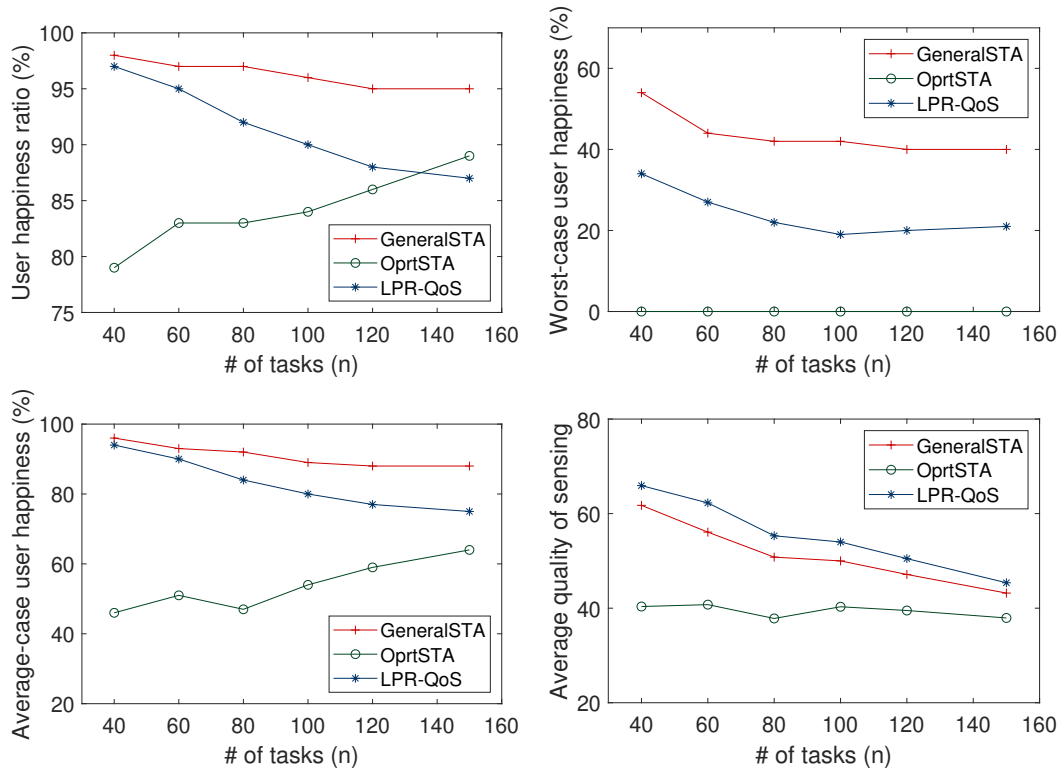 User happiness ratio (%)
100
95
90
85
80
75
40 60 80 100 120 140 160
# of tasks (n)
GeneralSTA
OprtSTA
LPR-QoS
Worst-case user happiness (%)
60
40
20
0
40 60 80 100 120 140 160
# of tasks (n)
GeneralSTA
OprtSTA
LPR-QoS
Average-case user happiness (%)
100
80
60
40
20
40 60 80 100 120 140 160
# of tasks (n)
GeneralSTA
OprtSTA
LPR-QoS
Average quality of sensing
80
60
40
20
40 60 80 100 120 140 160
# of tasks (n)
GeneralSTA
OprtSTA
LPR-QoS